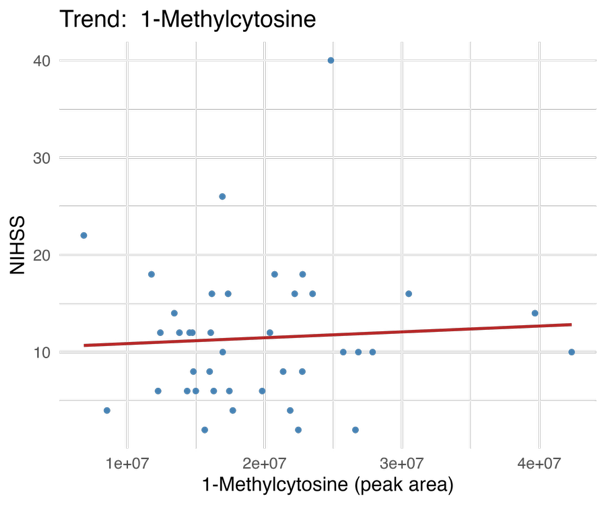 Trend:  1-Methylcytosine
40
30
20
10
NIHSS
1e+07 2e+07 3e+07 4e+07
1-Methylcytosine (peak area)